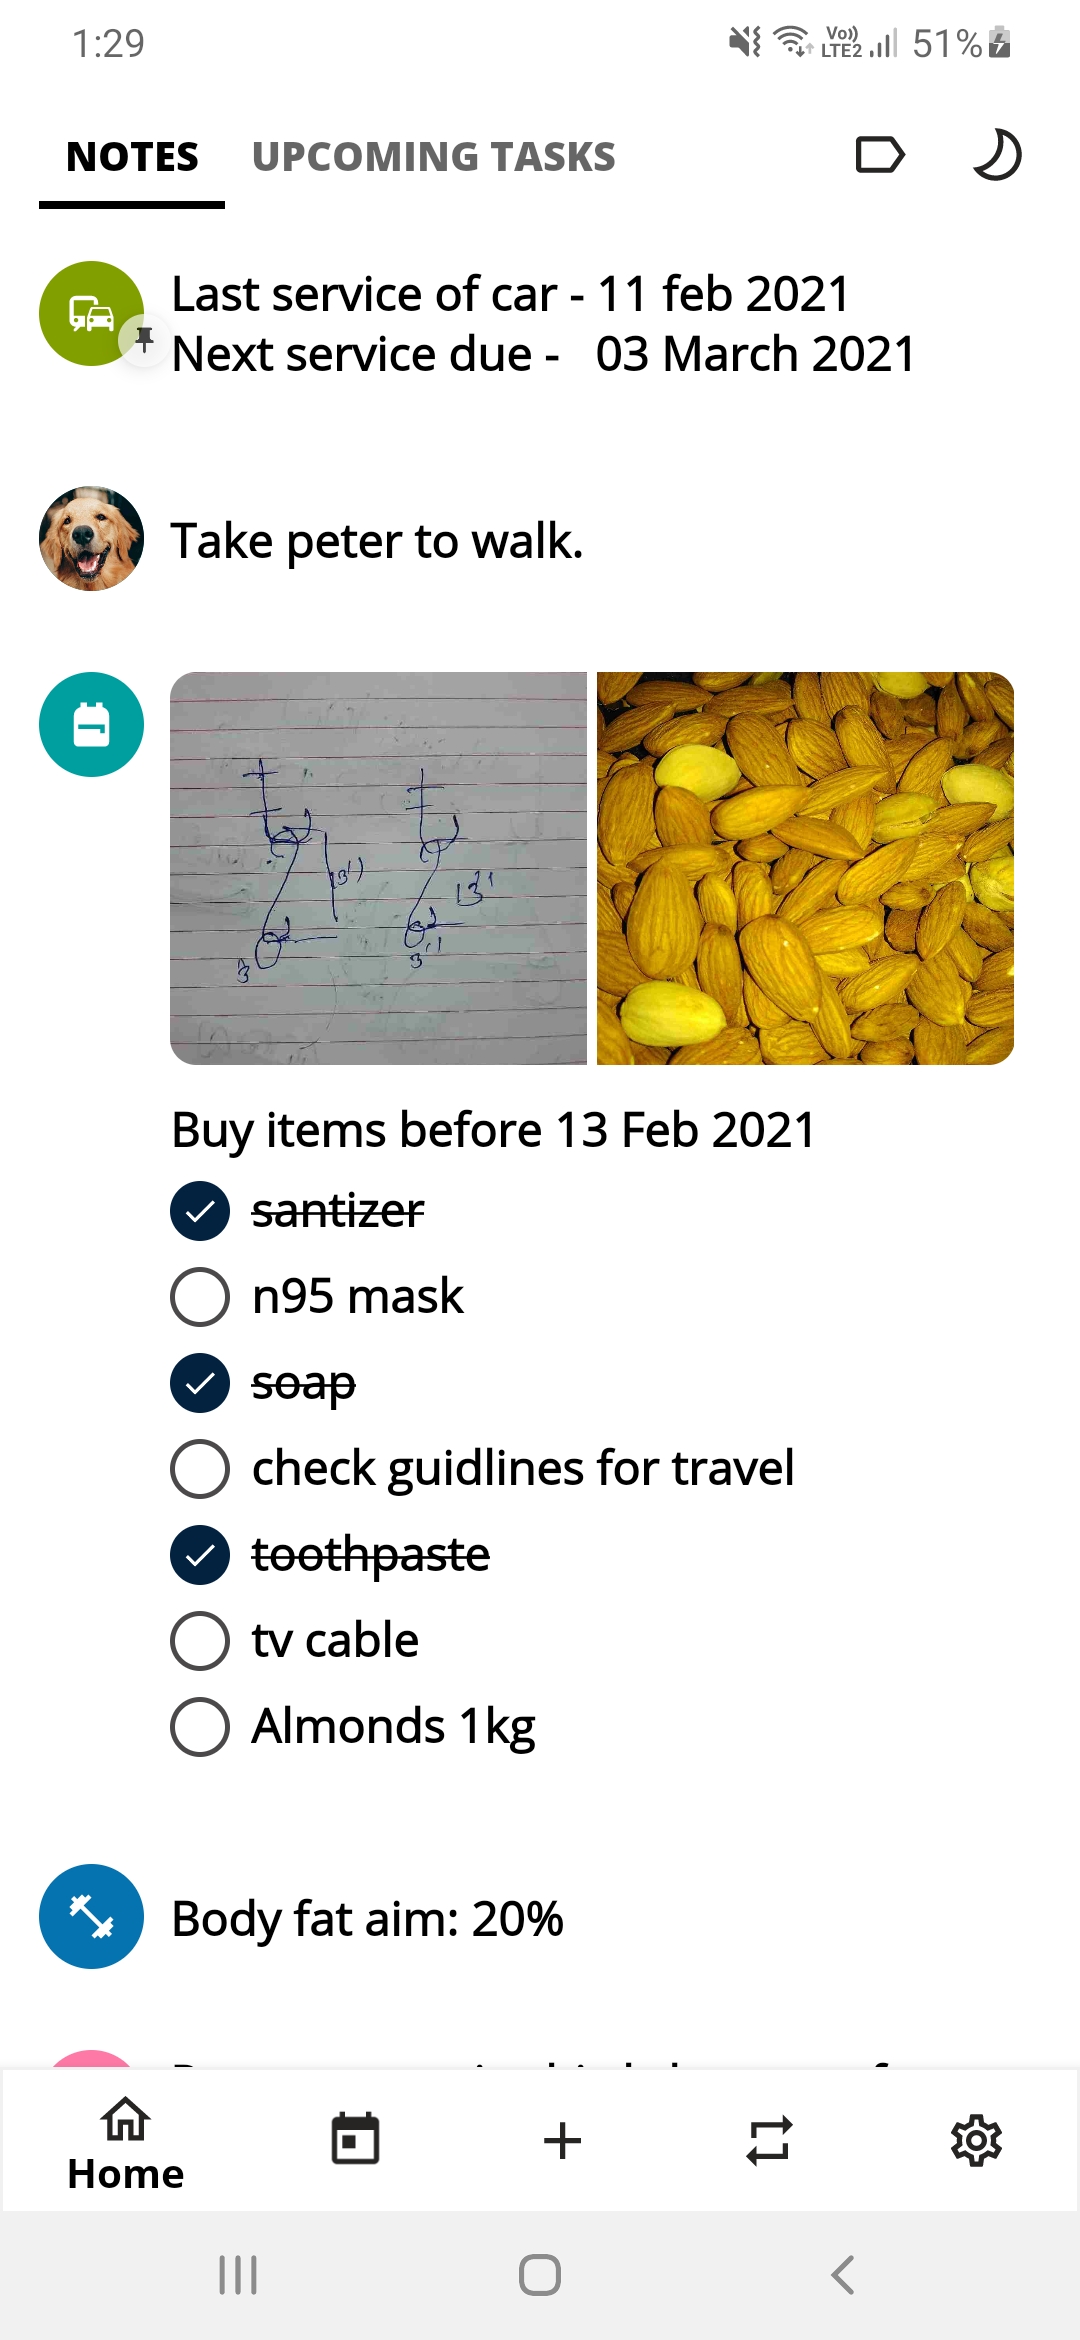 1:29
Vo)) LTE2 51%
NOTES UPCOMING TASKS
Last service of car - 11 feb 2021
Next service due - 03 March 2021
Take peter to walk.
13'
3
3"
Buy items before 13 Feb 2021
santizer
n95 mask
soap
check guidlines for travel
toothpaste
tv cable
Almonds 1kg
Body fat aim: 20%
Home